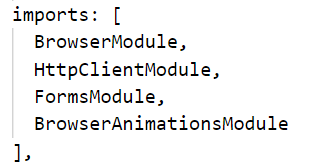 imports: [
BrowserModule,
HttpClientModule,
FormsModule,
BrowserAnimationsModule
],